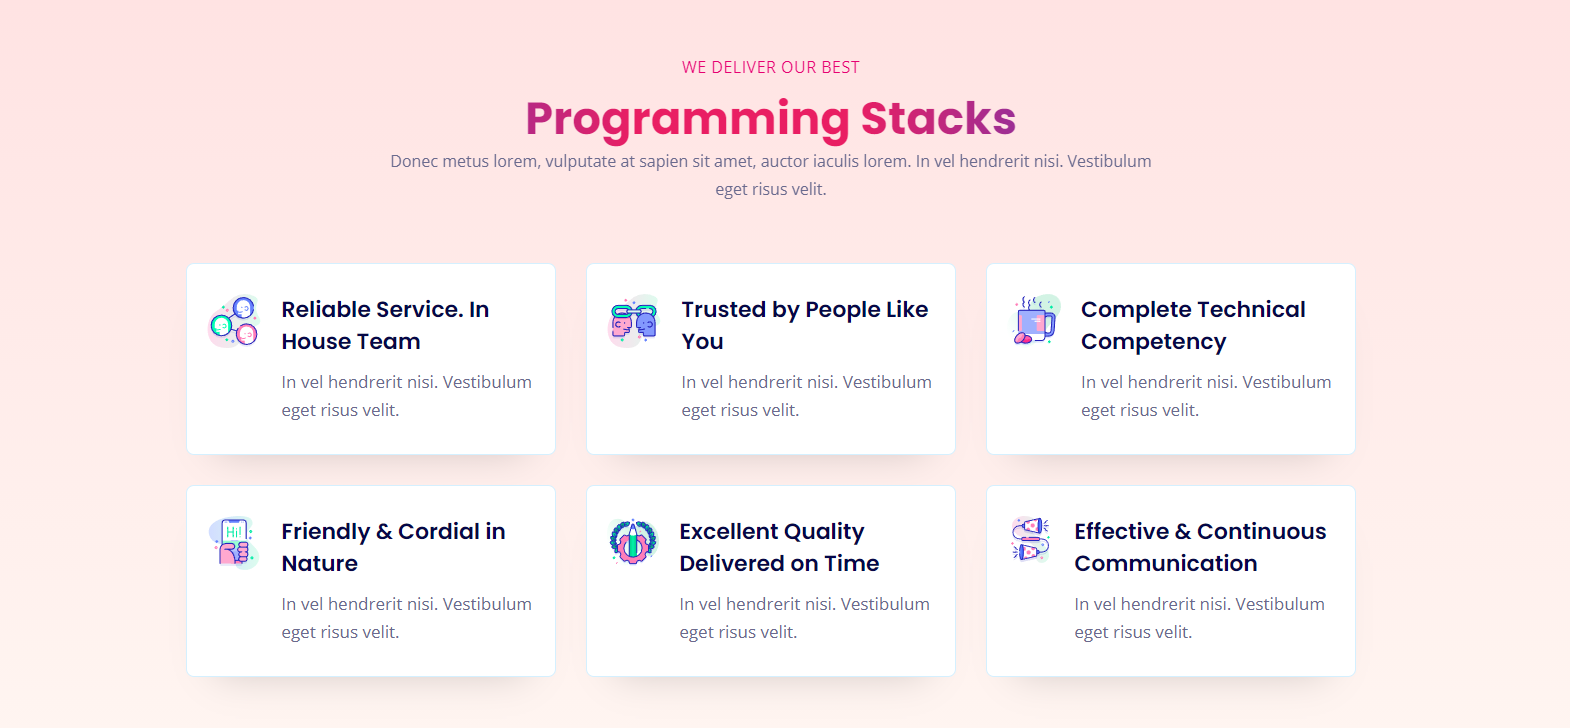 WE DELIVER OUR BEST
Programming Stacks
Donec metus lorem, vulputate at sapien sit amet, auctor iaculis lorem. In vel hendrerit nisi. Vestibulum
eget risus velit.
Reliable Service. In
House Team
In vel hendrerit nisi. Vestibulum
eget risus velit.
Trusted by People Like
You
In vel hendrerit nisi. Vestibulum
eget risus velit.
Complete Technical
Competency
In vel hendrerit nisi. Vestibulum
eget risus velit.
Hi!
Friendly & Cordial in
Nature
In vel hendrerit nisi. Vestibulum
eget risus velit.
Excellent Quality
Delivered on Time
In vel hendrerit nisi. Vestibulum
eget risus velit.
Effective & Continuous
Communication
In vel hendrerit nisi. Vestibulum
eget risus velit.